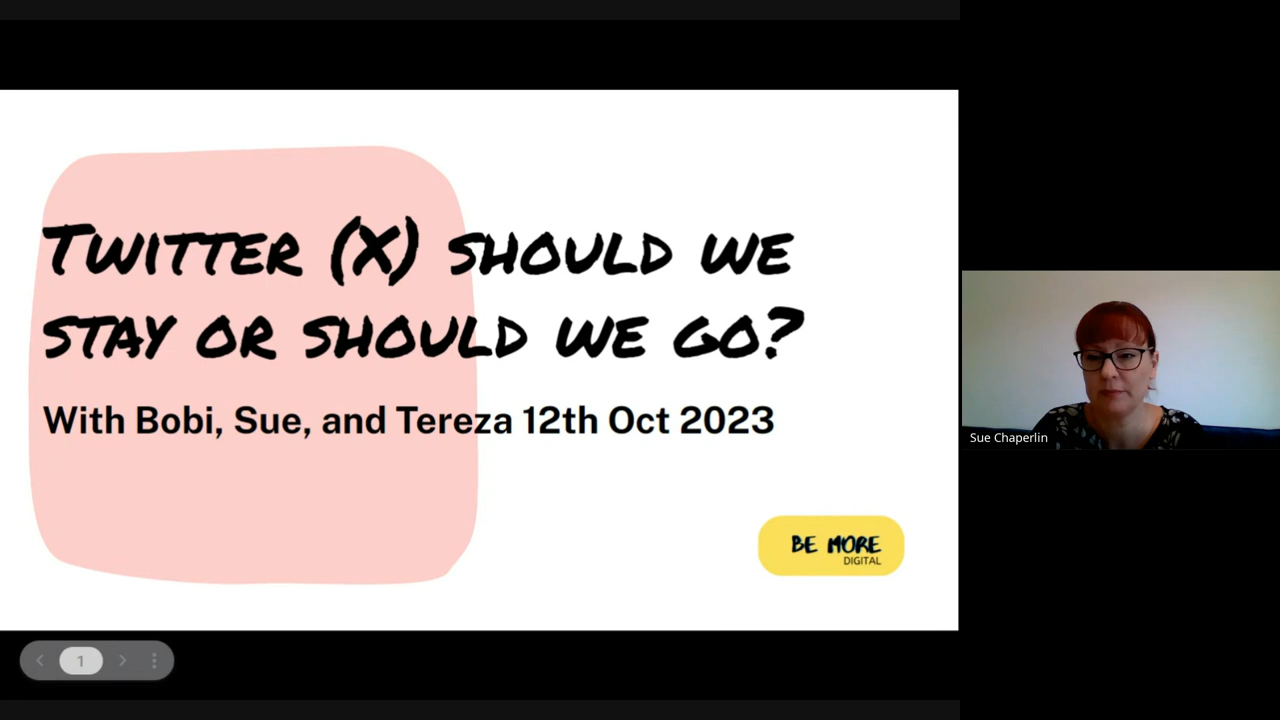 Twitter (X) should we
stay or should we go?
With Bobi, Sue, and Tereza 12th Oct 2023
BE MORE
DIGITAL
1
Sue Chaperlin